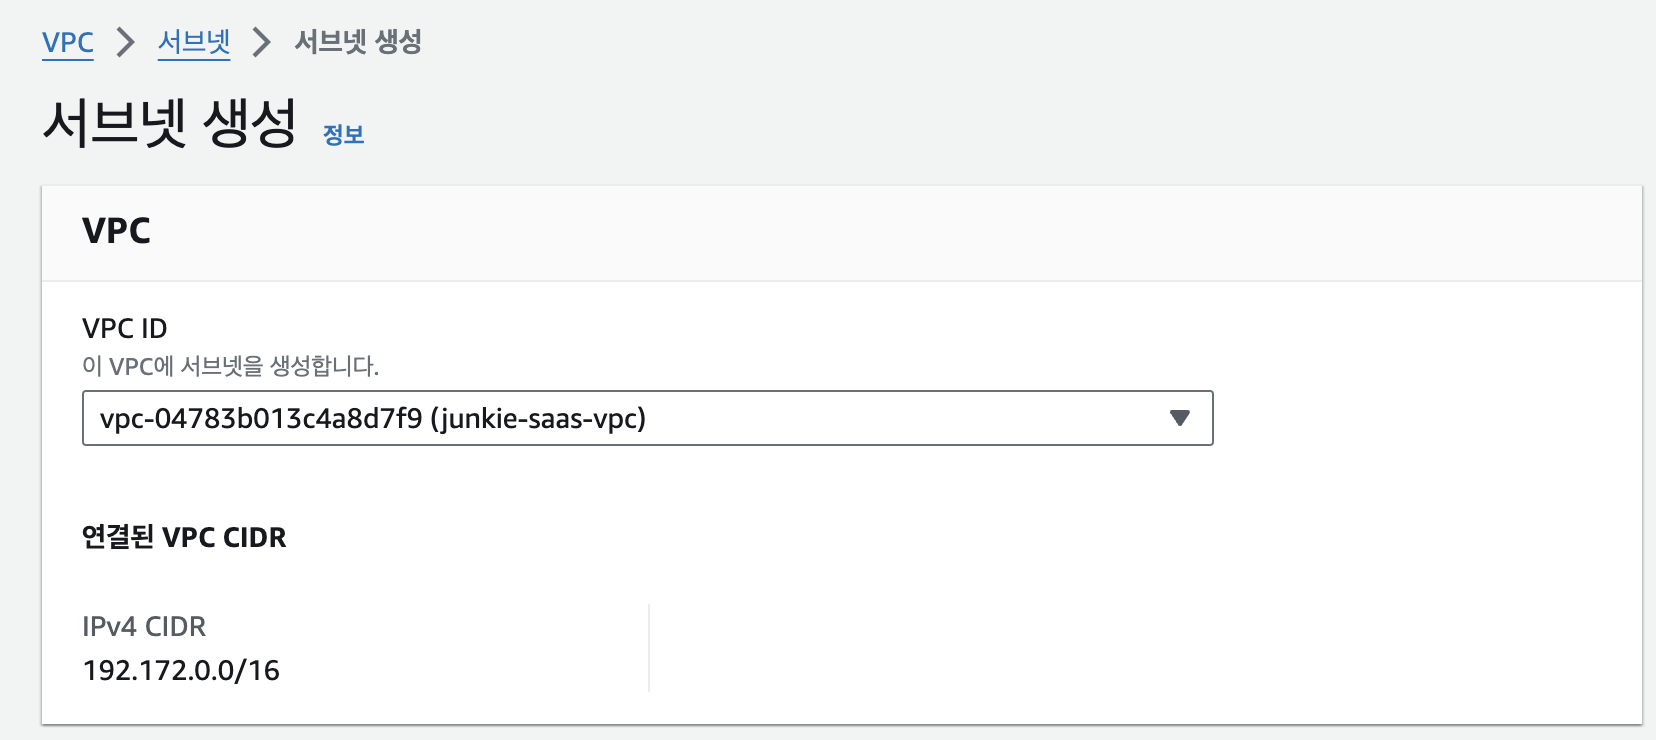 VPC > 서브넷 > 서브넷 생성
서브넷 생성 정보
VPC
VPC ID
이 VPC에 서브넷을 생성합니다.
vpc-04783b013c4a8d7f9 (junkie-saas-vpc)
연결된 VPC CIDR
IPv4 CIDR
192.172.0.0/16